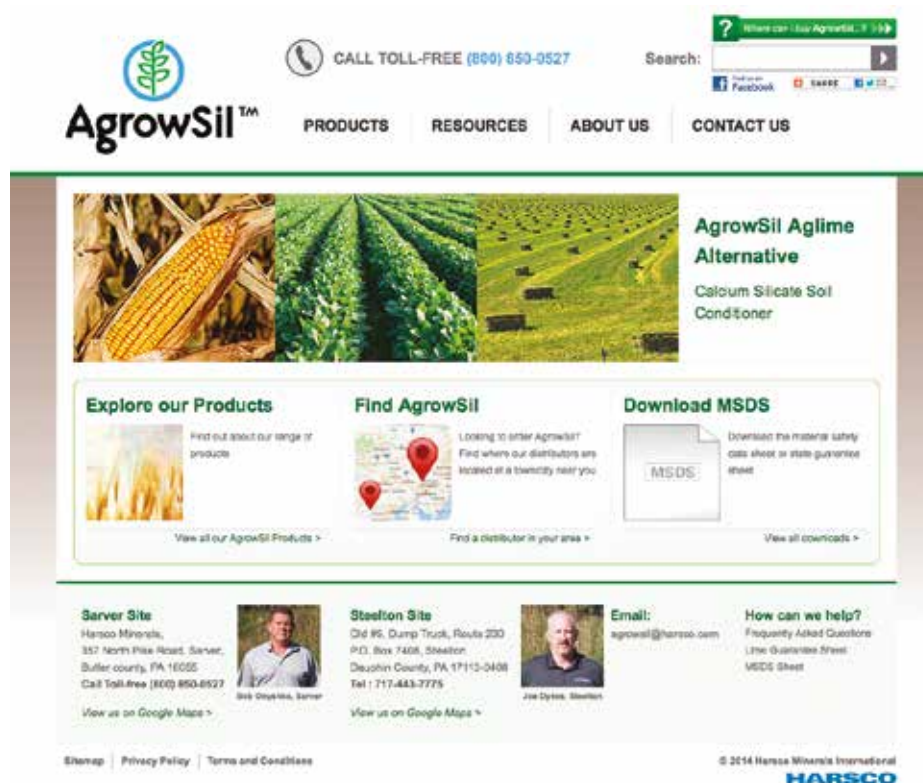 Where can I buy AgrowSil...?
CALL TOLL-FREE (800) 850-0527
Search:
Find us on
Facebook
SHARE
AgrowSil™
PRODUCTS
RESOURCES
ABOUT US
CONTACT US
AgrowSil Aglime
Alternative
Calcium Silicate Soil
Conditioner
Explore our Products
Find out about our range of
products
View all our AgrowSil Products >
Find AgrowSil
Looking to order AgrowSil?
Find where our distributors are
located at a town/city near you
Find a distributor in your area >
Download MSDS
MSDS
Download the material safety
data sheet or state guarantee
sheet
View all downloads >
Sarver Site
Harsco Minerals,
357 North Pike Road, Sarver,
Butler county, PA 16055
Call Toll-free (800) 850-0527
View us on Google Maps >
Sarver
Steelton Site
Old #6, Dump Truck, Route 230
P.O. Box 7408, Steelton
Dauphin County, PA 17113-0408
Tel : 717-443-7775
View us on Google Maps >
Joe Dykes, Steelton
Email:
agrowsil@harsco.com
How can we help?
Frequently Asked Questions
Lime Guarantee Sheet
MSDS Sheet
Sitemap
Privacy Policy
Terms and Conditions
© 2014 Harsco Minerals International
HARSCO